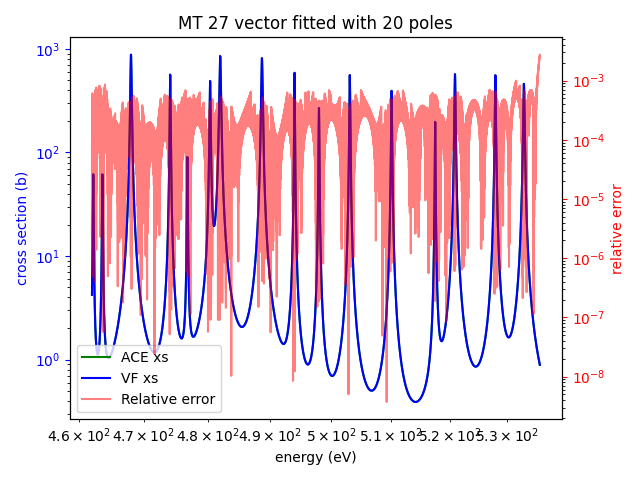 MT 27 vector fitted with 20 poles
10³
10²
10¹
10⁰
cross section (b)
10⁻³
10⁻⁴
10⁻⁵
10⁻⁶
10⁻⁷
10⁻⁸
relative error
ACE xs
VF xs
Relative error
4.6 × 10² 4.7 × 10² 4.8 × 10² 4.9 × 10² 5 × 10² 5.1 × 10² 5.2 × 10² 5.3 × 10²
energy (eV)